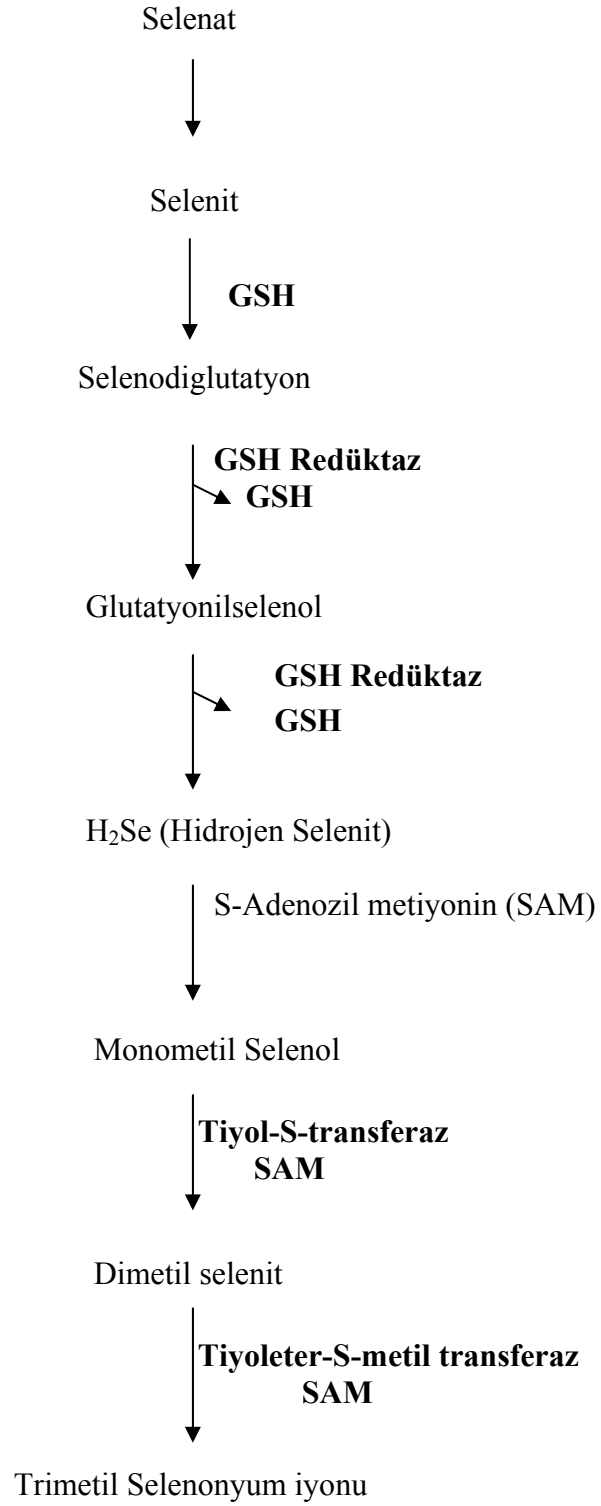 Selenat
Selenit
GSH
Selenodiglutatyon
GSH Redüktaz
GSH
Glutatyonilselenol
GSH Redüktaz
GSH
H₂Se (Hidrojen Selenit)
S-Adenozil metiyonin (SAM)
Monometil Selenol
Tiyol-S-transferaz
SAM
Dimetil selenit
Tiyoleter-S-metil transferaz
SAM
Trimetil Selenonyum iyonu